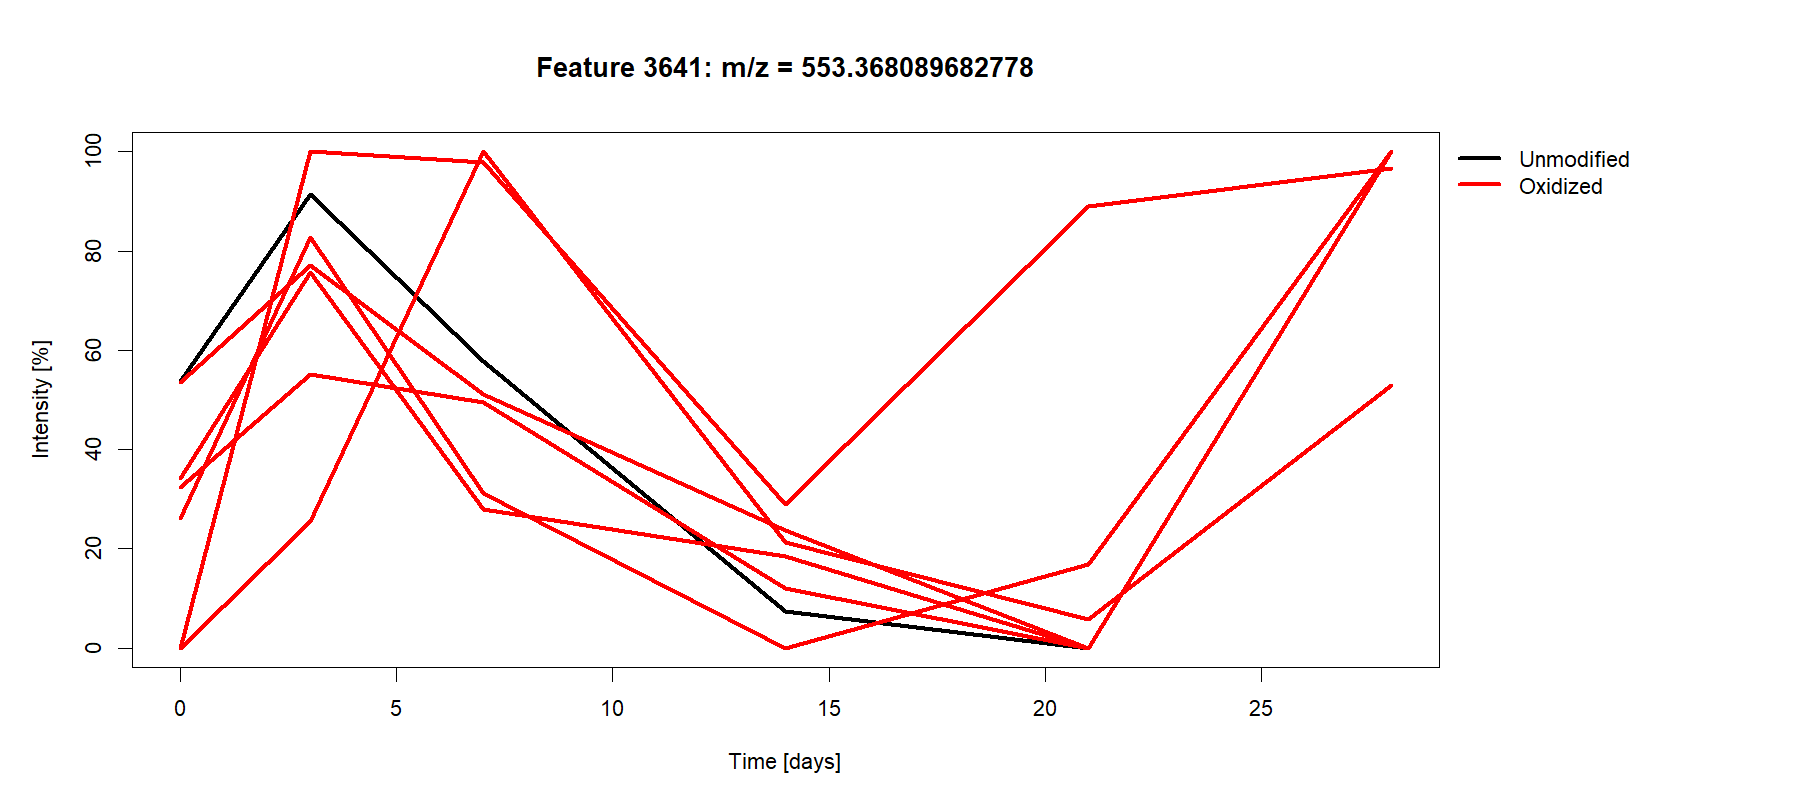 Feature 3641: m/z = 553.368089682778
Unmodified
Oxidized
Intensity [%]
100
80
60
40
20
0
0 5 10 15 20 25
Time [days]